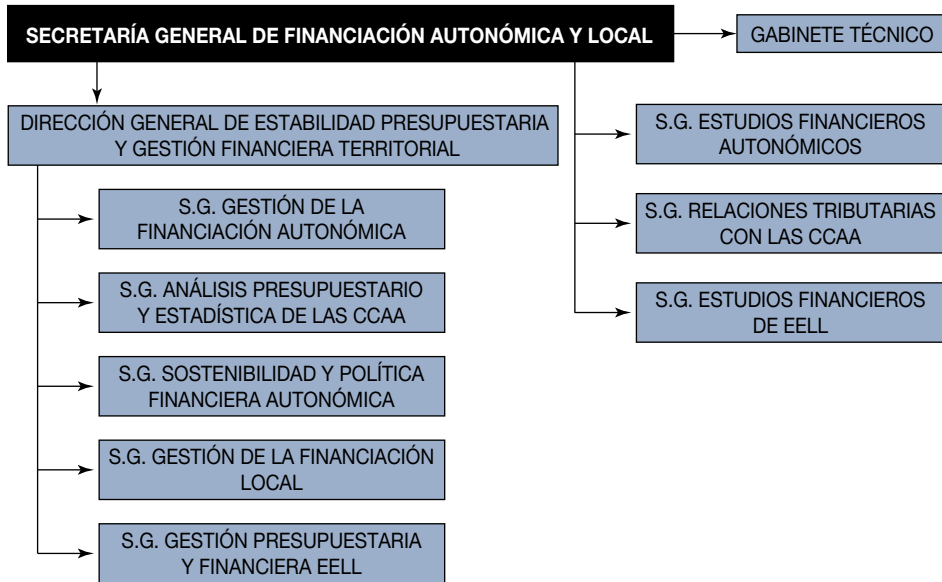 SECRETARÍA GENERAL DE FINANCIACIÓN AUTONÓMICA Y LOCAL
GABINETE TÉCNICO
DIRECCIÓN GENERAL DE ESTABILIDAD PRESUPUESTARIA
Y GESTIÓN FINANCIERA TERRITORIAL
S.G. GESTIÓN DE LA
FINANCIACIÓN AUTONÓMICA
S.G. ANÁLISIS PRESUPUESTARIO
Y ESTADÍSTICA DE LAS CCAA
S.G. SOSTENIBILIDAD Y POLÍTICA
FINANCIERA AUTONÓMICA
S.G. GESTIÓN DE LA FINANCIACIÓN
LOCAL
S.G. GESTIÓN PRESUPUESTARIA
Y FINANCIERA EELL
S.G. ESTUDIOS FINANCIEROS
AUTONÓMICOS
S.G. RELACIONES TRIBUTARIAS
CON LAS CCAA
S.G. ESTUDIOS FINANCIEROS
DE EELL